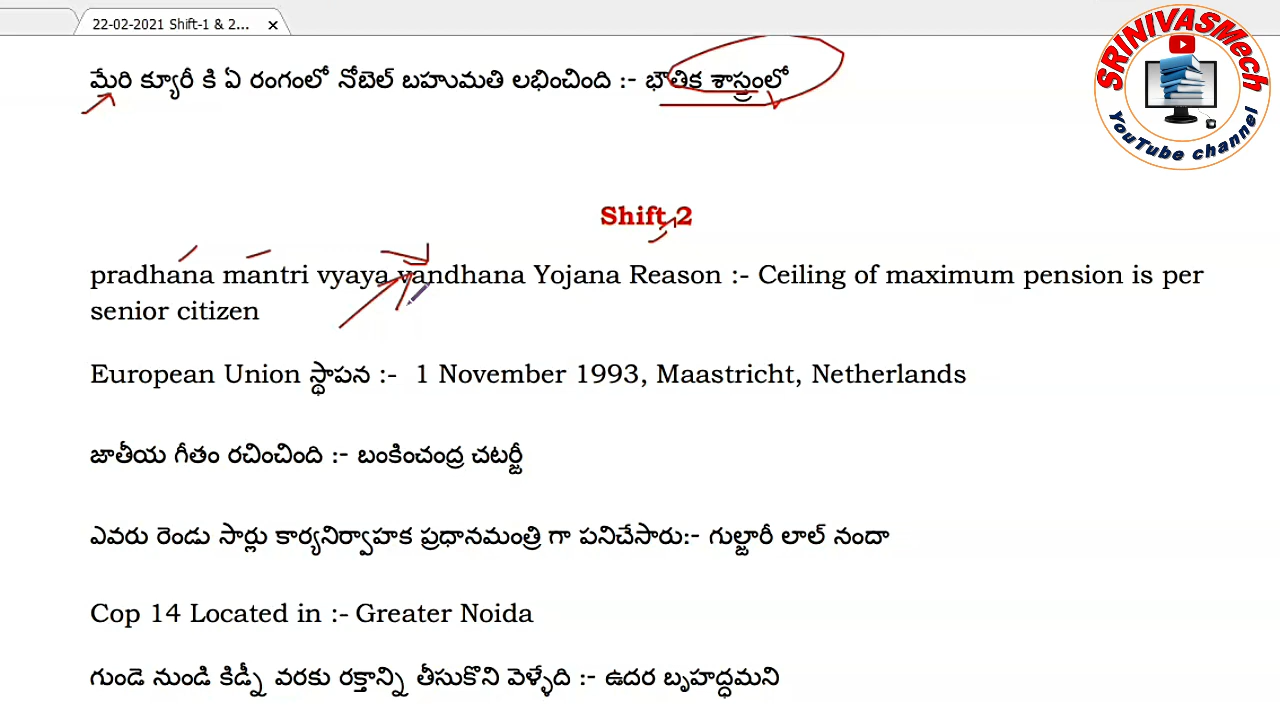 22-02-2021 Shift-1 & 2...
మేరి క్యూరీ కి ఏ రంగంలో నోబెల్ బహుమతి లభించింది :- భౌతిక శాస్త్రంలో
SRINIVASMech
YouTube channel
Shift 2
pradhana mantri vyaya vandhana Yojana Reason :- Ceiling of maximum pension is per
senior citizen
European Union స్థాపన :- 1 November 1993, Maastricht, Netherlands
జాతీయ గీతం రచించింది :- బంకించంద్ర చటర్జీ
ఎవరు రెండు సార్లు కార్యనిర్వాహక ప్రధానమంత్రి గా పనిచేసారు:- గుల్జారీ లాల్ నందా
Cop 14 Located in :- Greater Noida
గుండె నుండి కిడ్నీ వరకు రక్తాన్ని తీసుకొని వెళ్ళేది :- ఉదర బృహద్ధమని